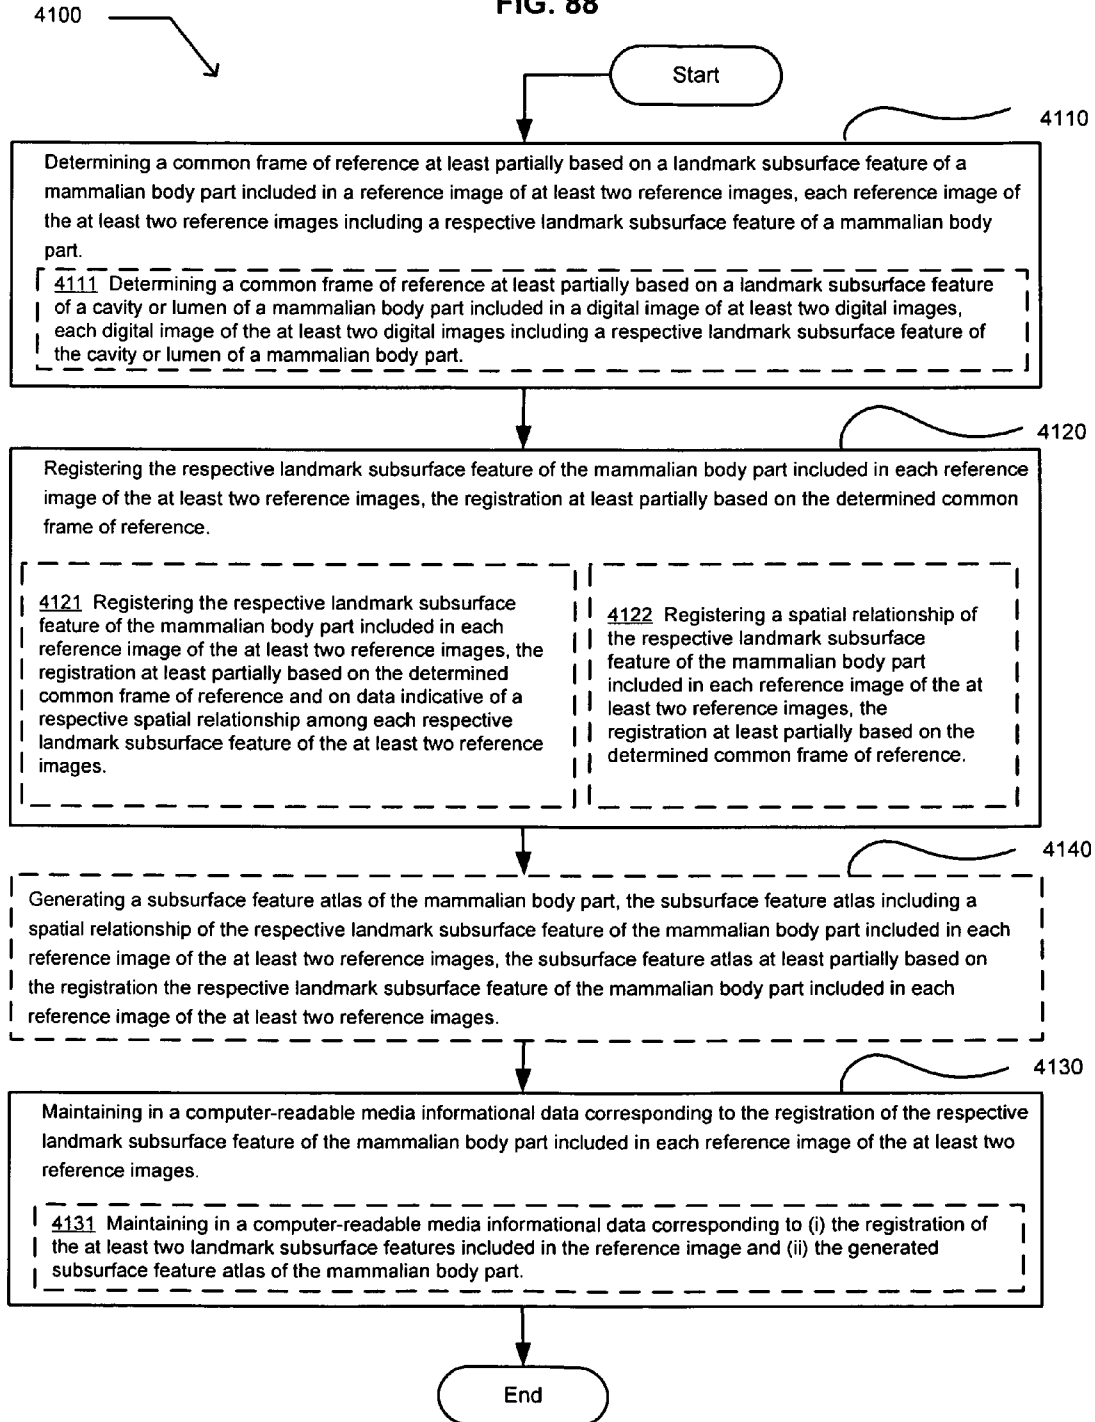 FIG. 88
4100
Start
4110
Determining a common frame of reference at least partially based on a landmark subsurface feature of a
mammalian body part included in a reference image of at least two reference images, each reference image of
the at least two reference images including a respective landmark subsurface feature of a mammalian body
part.
4111 Determining a common frame of reference at least partially based on a landmark subsurface feature
of a cavity or lumen of a mammalian body part included in a digital image of at least two digital images,
each digital image of the at least two digital images including a respective landmark subsurface feature of
the cavity or lumen of a mammalian body part.
4120
Registering the respective landmark subsurface feature of the mammalian body part included in each reference
image of the at least two reference images, the registration at least partially based on the determined common
frame of reference.
4121 Registering the respective landmark subsurface
feature of the mammalian body part included in each
reference image of the at least two reference images, the
registration at least partially based on the determined
common frame of reference and on data indicative of a
respective spatial relationship among each respective
landmark subsurface feature of the at least two reference
images.
4122 Registering a spatial relationship of
the respective landmark subsurface
feature of the mammalian body part
included in each reference image of the at
least two reference images, the
registration at least partially based on the
determined common frame of reference.
4140
Generating a subsurface feature atlas of the mammalian body part, the subsurface feature atlas including a
spatial relationship of the respective landmark subsurface feature of the mammalian body part included in each
reference image of the at least two reference images, the subsurface feature atlas at least partially based on
the registration the respective landmark subsurface feature of the mammalian body part included in each
reference image of the at least two reference images.
4130
Maintaining in a computer-readable media informational data corresponding to the registration of the respective
landmark subsurface feature of the mammalian body part included in each reference image of the at least two
reference images.
4131 Maintaining in a computer-readable media informational data corresponding to (i) the registration of
the at least two landmark subsurface features included in the reference image and (ii) the generated
subsurface feature atlas of the mammalian body part.
End